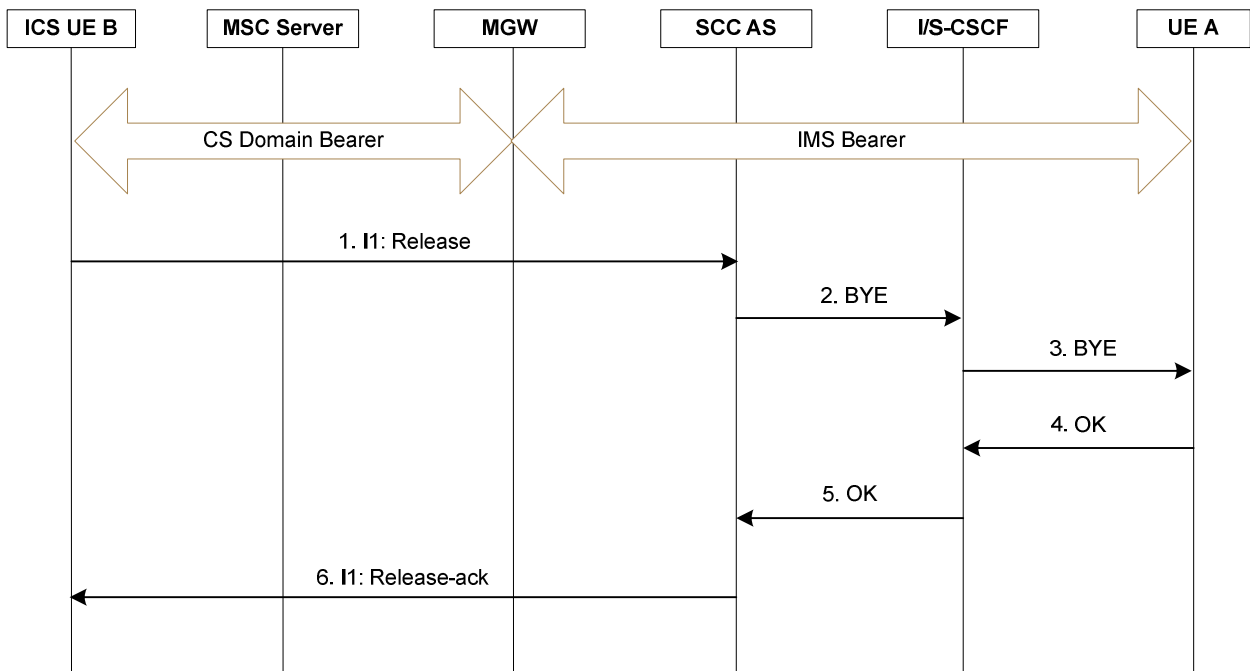 ICS UE B
MSC Server
MGW
SCC AS
I/S-CSCF
UE A
CS Domain Bearer
IMS Bearer
1. I1: Release
2. BYE
3. BYE
4. OK
5. OK
6. I1: Release-ack